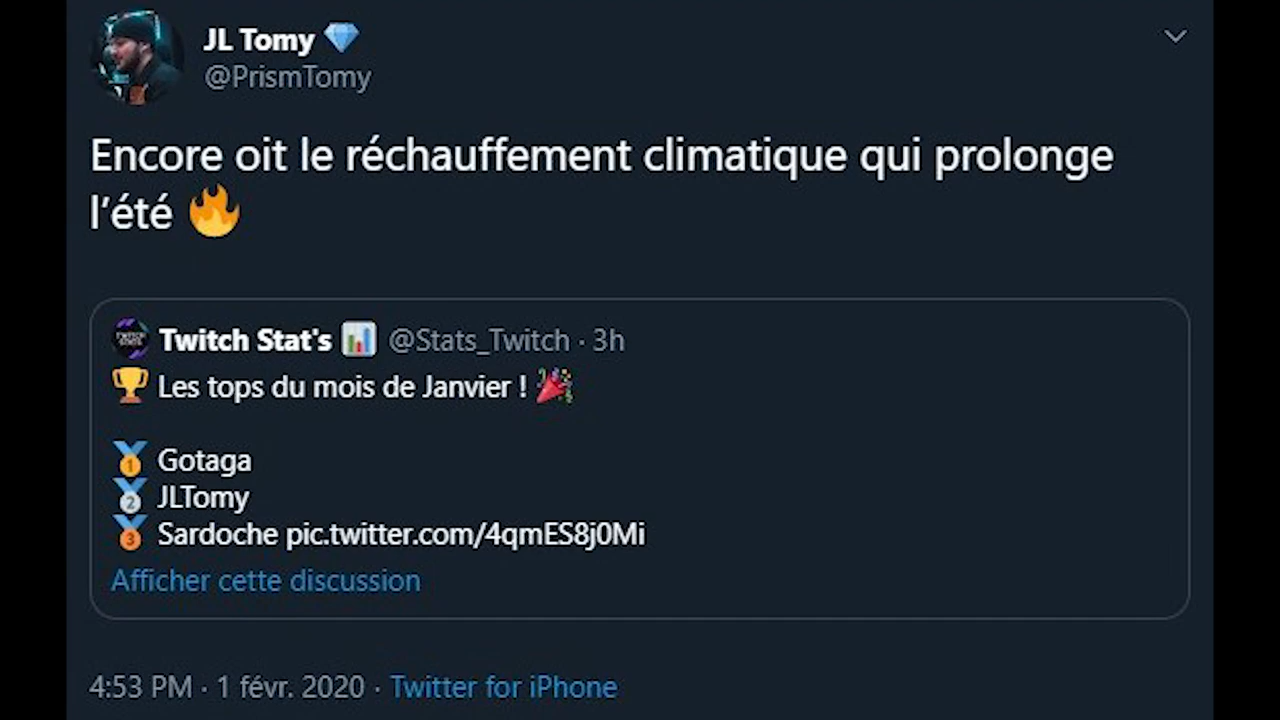 JL Tomy 💎
@PrismTomy
Encore oit le réchauffement climatique qui prolonge
l'été 🔥
Twitch Stat's 📊 @Stats_Twitch · 3h
🏆 Les tops du mois de Janvier ! 🎉
🥇 Gotaga
🥈 JLTomy
🥉 Sardoche pic.twitter.com/4qmES8j0Mi
Afficher cette discussion
4:53 PM · 1 févr. 2020 · Twitter for iPhone